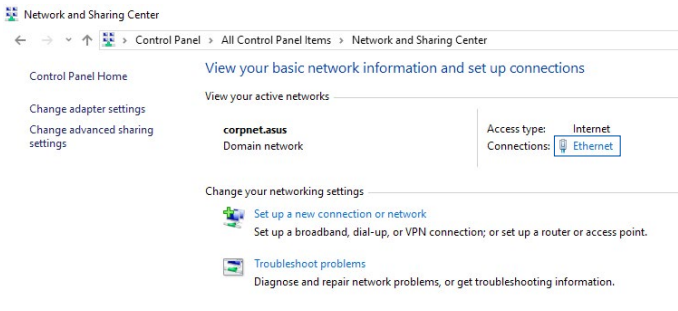 Network and Sharing Center
Control Panel > All Control Panel Items > Network and Sharing Center
Control Panel Home
Change adapter settings
Change advanced sharing
settings
View your basic network information and set up connections
View your active networks
corpnet.asus
Domain network
Access type: Internet
Connections: Ethernet
Change your networking settings
Set up a new connection or network
Set up a broadband, dial-up, or VPN connection; or set up a router or access point.
Troubleshoot problems
Diagnose and repair network problems, or get troubleshooting information.